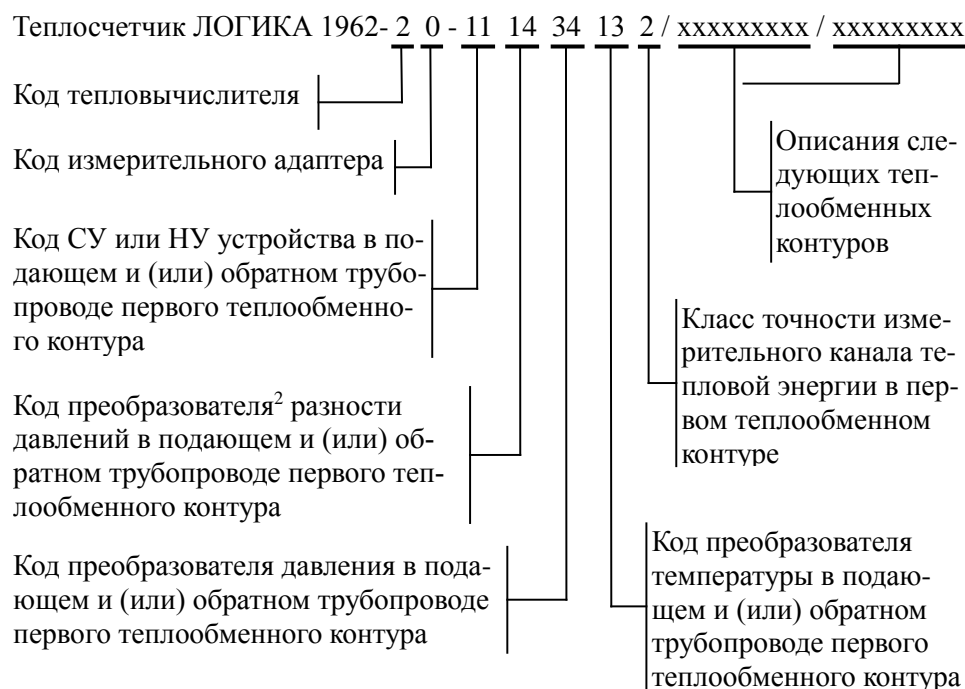 Теплосчетчик ЛОГИКА 1962- 2 0 - 11 14 34 13 2 / xxxxxxxxx / xxxxxxxxx
Код тепловычислителя
Код измерительного адаптера
Код СУ или НУ устройства в по-
дающем и (или) обратном трубо-
проводе первого теплообменно-
го контура
Код преобразователя² разности
давлений в подающем и (или) об-
ратном трубопроводе первого теп-
лообменного контура
Код преобразователя давления в пода-
ющем и (или) обратном трубопроводе
первого теплообменного контура
Описания сле-
дующих теп-
лообменных
контуров
Класс точности изме-
рительного канала те-
пловой энергии в пер-
вом теплообменном
контуре
Код преобразователя
температуры в подаю-
щем и (или) обратном
трубопроводе первого
теплообменного контура